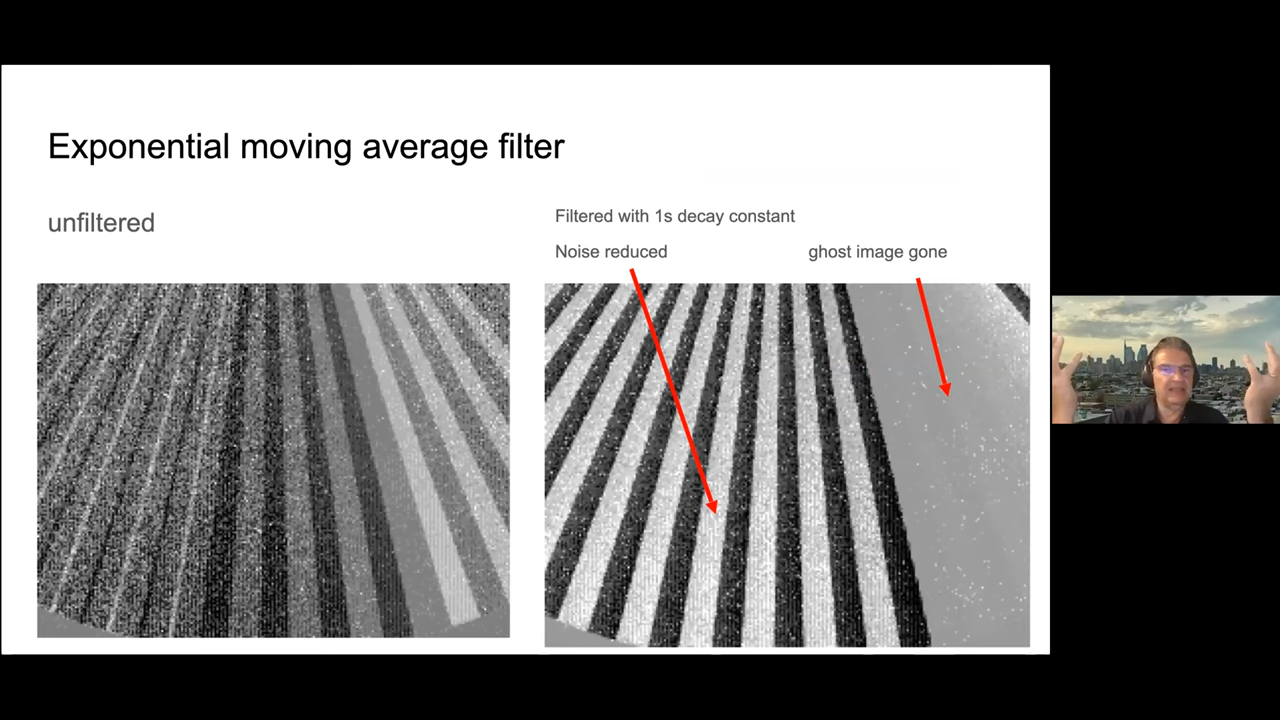 Exponential moving average filter
unfiltered
Filtered with 1s decay constant
Noise reduced
ghost image gone